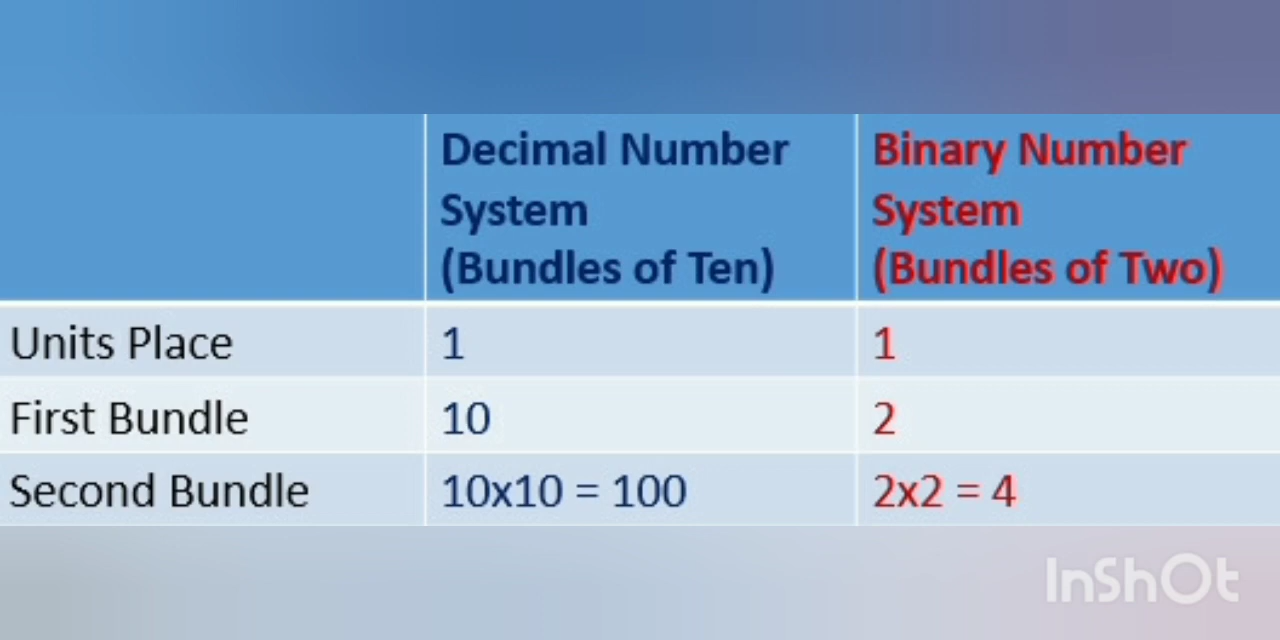 Decimal Number
System
(Bundles of Ten)
Binary Number
System
(Bundles of Two)
Units Place 1 1
First Bundle 10 2
Second Bundle 10x10 = 100 2x2 = 4
InShOt